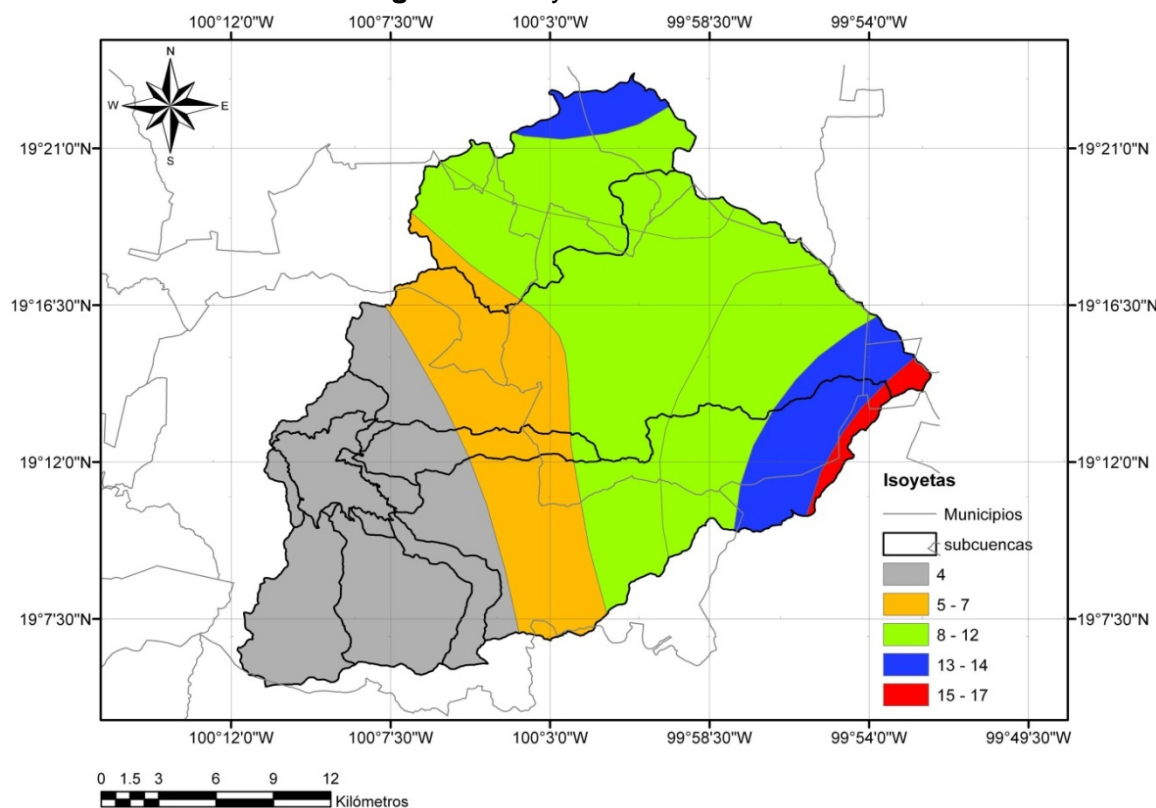 100°12'0"W 100°7'30"W 100°3'0"W 99°58'30"W 99°54'0"W
N
W E
S
19°21'0"N 19°21'0"N
19°16'30"N 19°16'30"N
19°12'0"N 19°12'0"N
Isoyetas
Municipios
subcuencas
4
5 - 7
19°7'30"N 19°7'30"N
8 - 12
13 - 14
15 - 17
100°12'0"W 100°7'30"W 100°3'0"W 99°58'30"W 99°54'0"W 99°49'30"W
0 1.5 3 6 9 12
Kilómetros